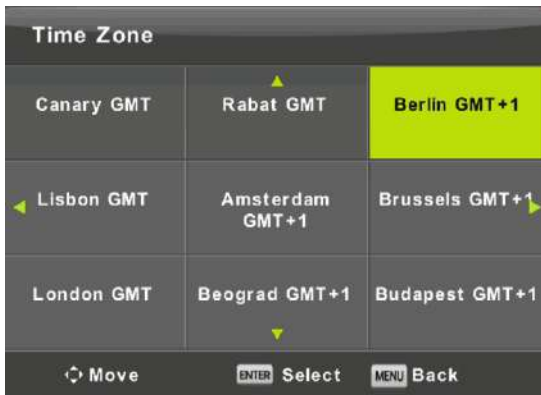 Time Zone
Canary GMT
Rabat GMT
Berlin GMT+1
Lisbon GMT
Amsterdam
GMT+1
Brussels GMT+1
London GMT
Beograd GMT+1
Budapest GMT+1
Move
ENTER Select
MENU Back